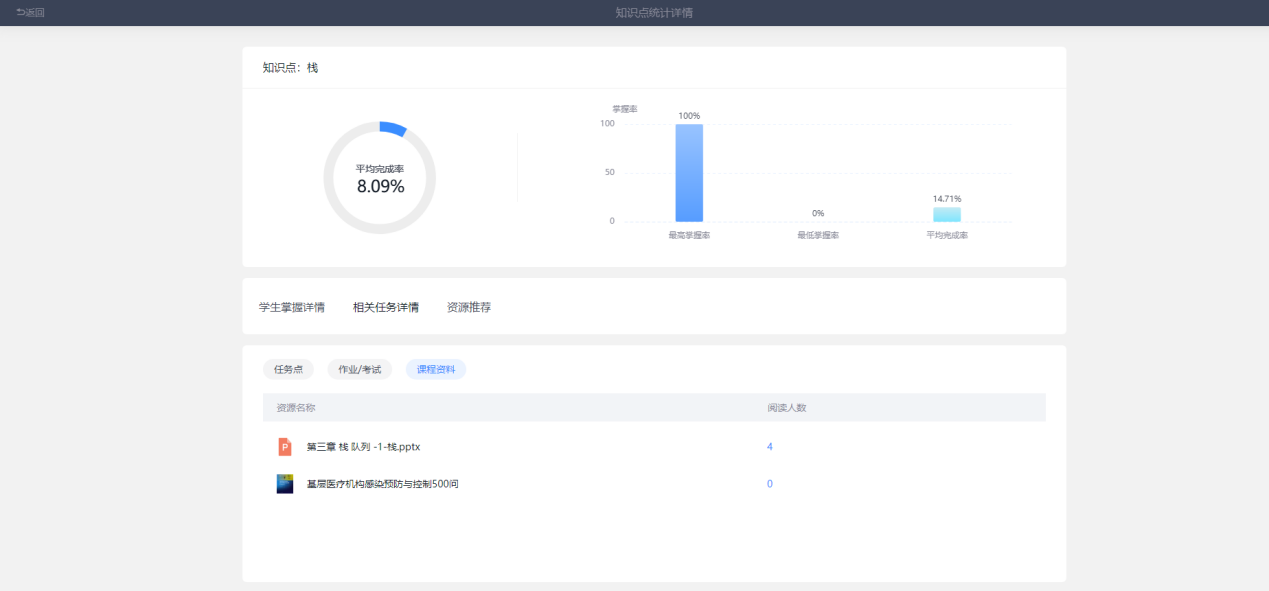 返回
知识点统计详情
知识点：栈
平均完成率
8.09%
掌握率
100
50
0
100%
0%
14.71%
最高掌握率
最低掌握率
平均完成率
学生掌握详情 相关任务详情 资源推荐
任务点 作业/考试 课程资料
资源名称 阅读人数
P 第三章 栈 队列 -1-栈.pptx 4
基层医疗机构感染预防与控制500问 0